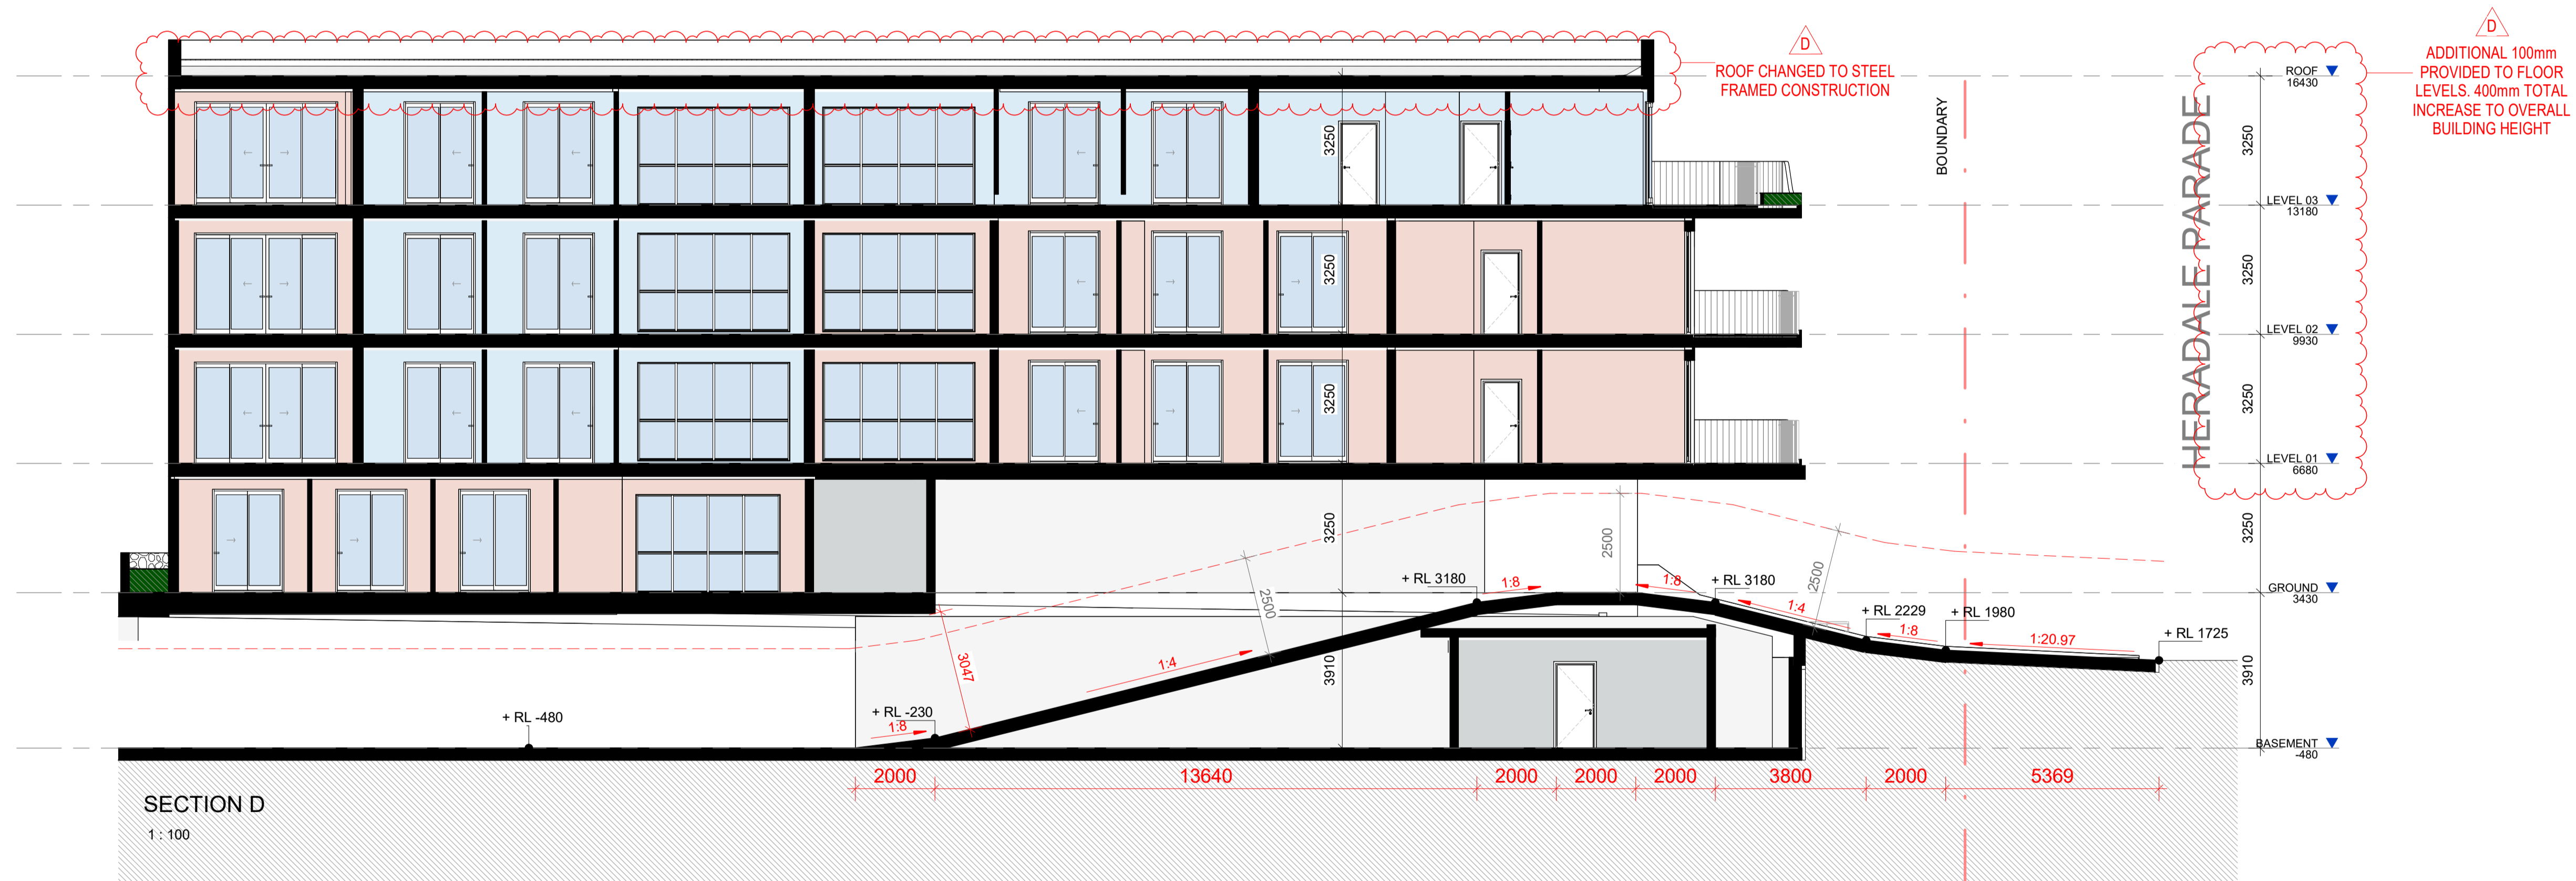 D
ROOF CHANGED TO STEEL
FRAMED CONSTRUCTION
D
ADDITIONAL 100mm
PROVIDED TO FLOOR
LEVELS. 400mm TOTAL
INCREASE TO OVERALL
BUILDING HEIGHT
BOUNDARY
HERADALE PARADE
ROOF
16430
3250
3250
LEVEL 03
13180
3250
3250
LEVEL 02
9930
3250
3250
LEVEL 01
6680
3250
3250
2500
2500
2500
GROUND
3430
+ RL 3180
1:8
1:8
+ RL 3180
1:4
+ RL 2229
+ RL 1980
1:8
1:20.97
+ RL 1725
3047
1:4
3910
3910
+ RL -480
+ RL -230
1:8
BASEMENT
-480
2000
13640
2000
2000
2000
3800
2000
5369
SECTION D
1 : 100